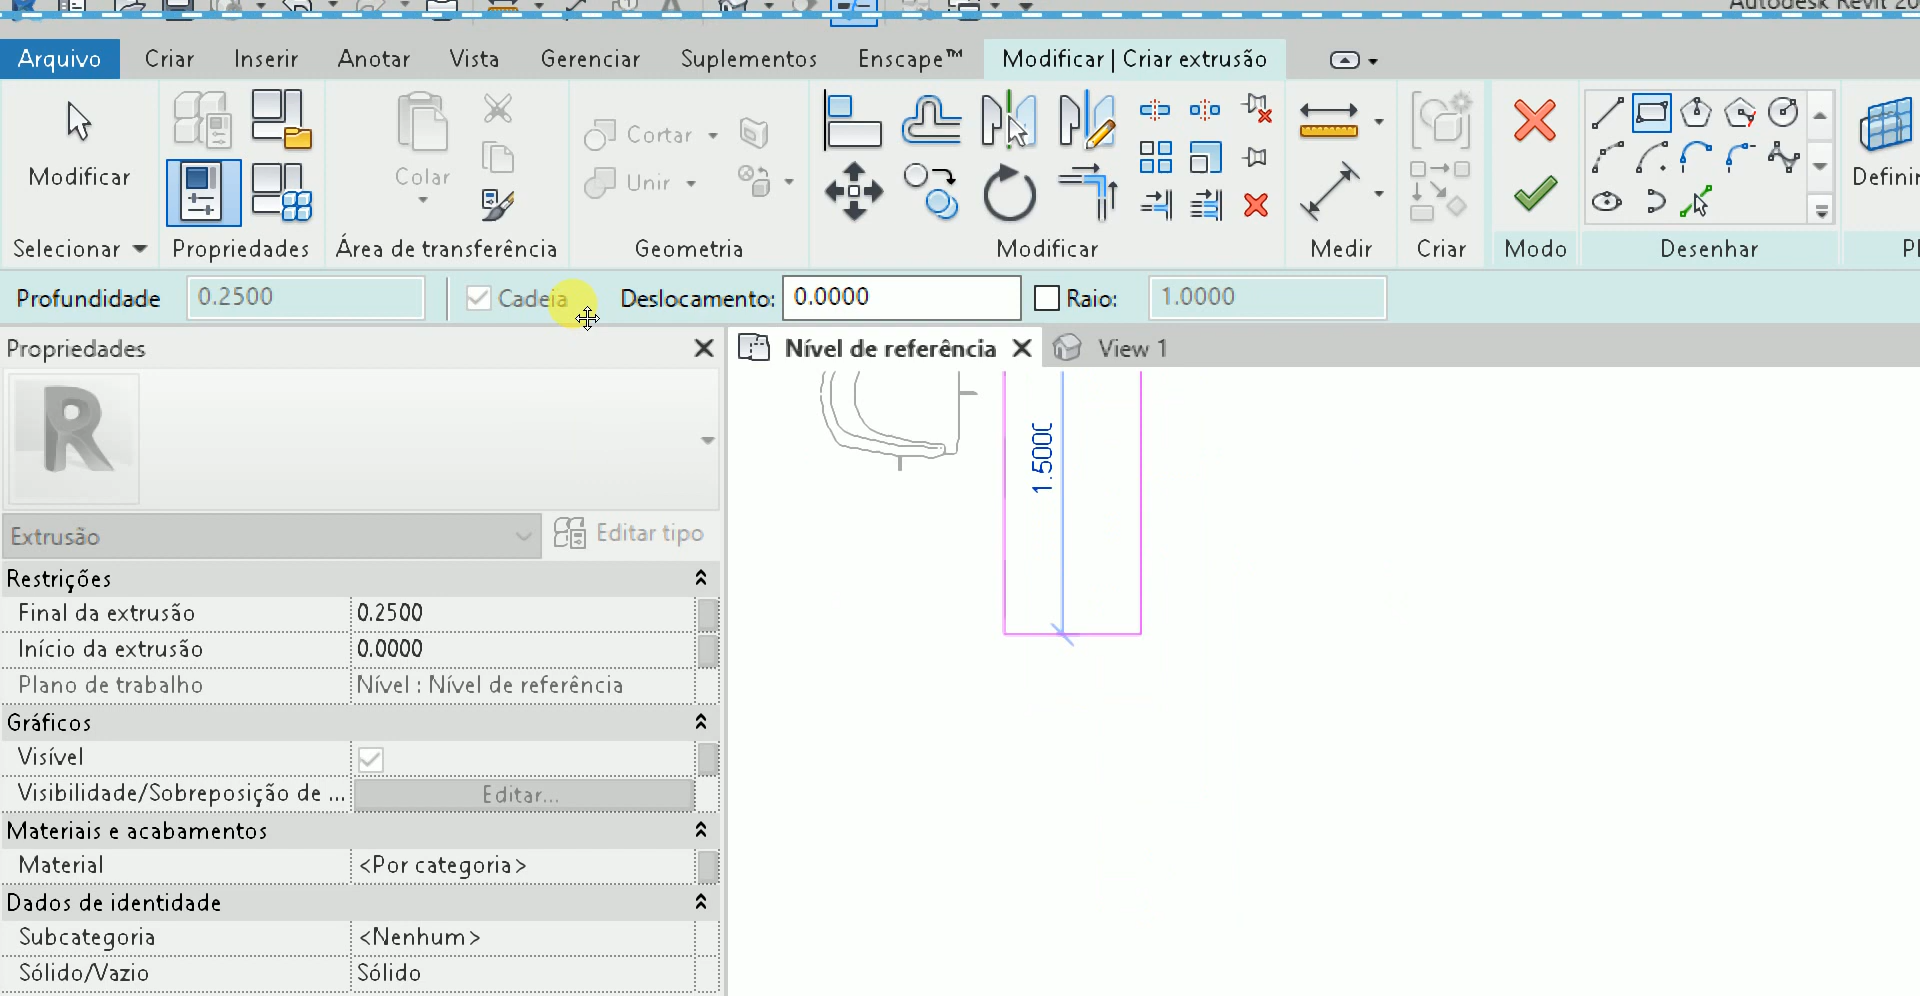 Autodesk Revit 20
Arquivo Criar Inserir Anotar Vista Gerenciar Suplementos Enscape™ Modificar | Criar extrusão
Modificar Colar Cortar Unir Definir
Selecionar Propriedades Área de transferência Geometria Modificar Medir Criar Modo Desenhar
Profundidade 0.2500 Cadeia Deslocamento: 0.0000 Raio: 1.0000
Propriedades Nível de referência View 1
R
1.5000
Extrusão Editar tipo
Restrições
Final da extrusão 0.2500
Início da extrusão 0.0000
Plano de trabalho Nível : Nível de referência
Gráficos
Visível
Visibilidade/Sobreposição de ... Editar...
Materiais e acabamentos
Material <Por categoria>
Dados de identidade
Subcategoria <Nenhum>
Sólido/Vazio Sólido